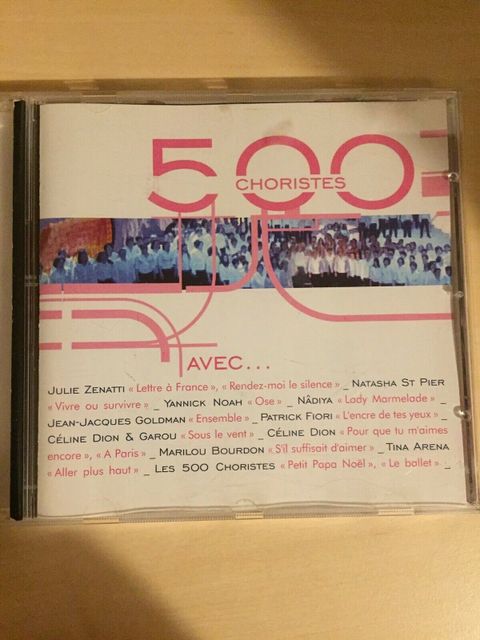 500
CHORISTES
AVEC...
JULIE ZENATTI « Lettre à France », « Rendez-moi le silence » _ NATASHA ST PIER
« Vivre ou survivre » _ YANNICK NOAH « Ose » _ NÂDIYA « Lady Marmelade » _
JEAN-JACQUES GOLDMAN « Ensemble » _ PATRICK FIORI « L'encre de tes yeux » _
CÉLINE DION & GAROU « Sous le vent » _ CÉLINE DION « Pour que tu m'aimes
encore », « A Paris » _ MARILOU BOURDON « S'il suffisait d'aimer » _ TINA ARENA
« Aller plus haut » _ LES 500 CHORISTES « Petit Papa Noël », « Le ballet » _